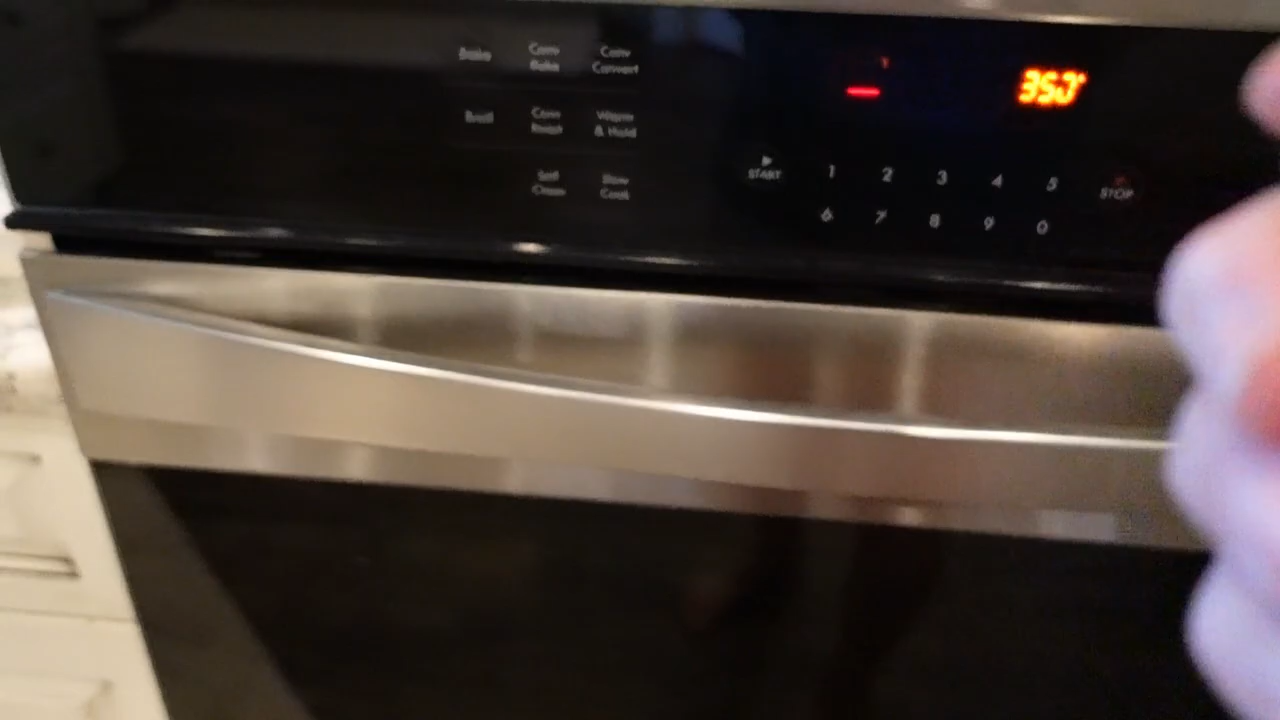 Bake
Conv
Bake
Conv
Convert
Broil
Conv
Roast
Warm
& Hold
Self
Clean
Slow
Cook
350°
START
1 2 3 4 5
STOP
6 7 8 9 0